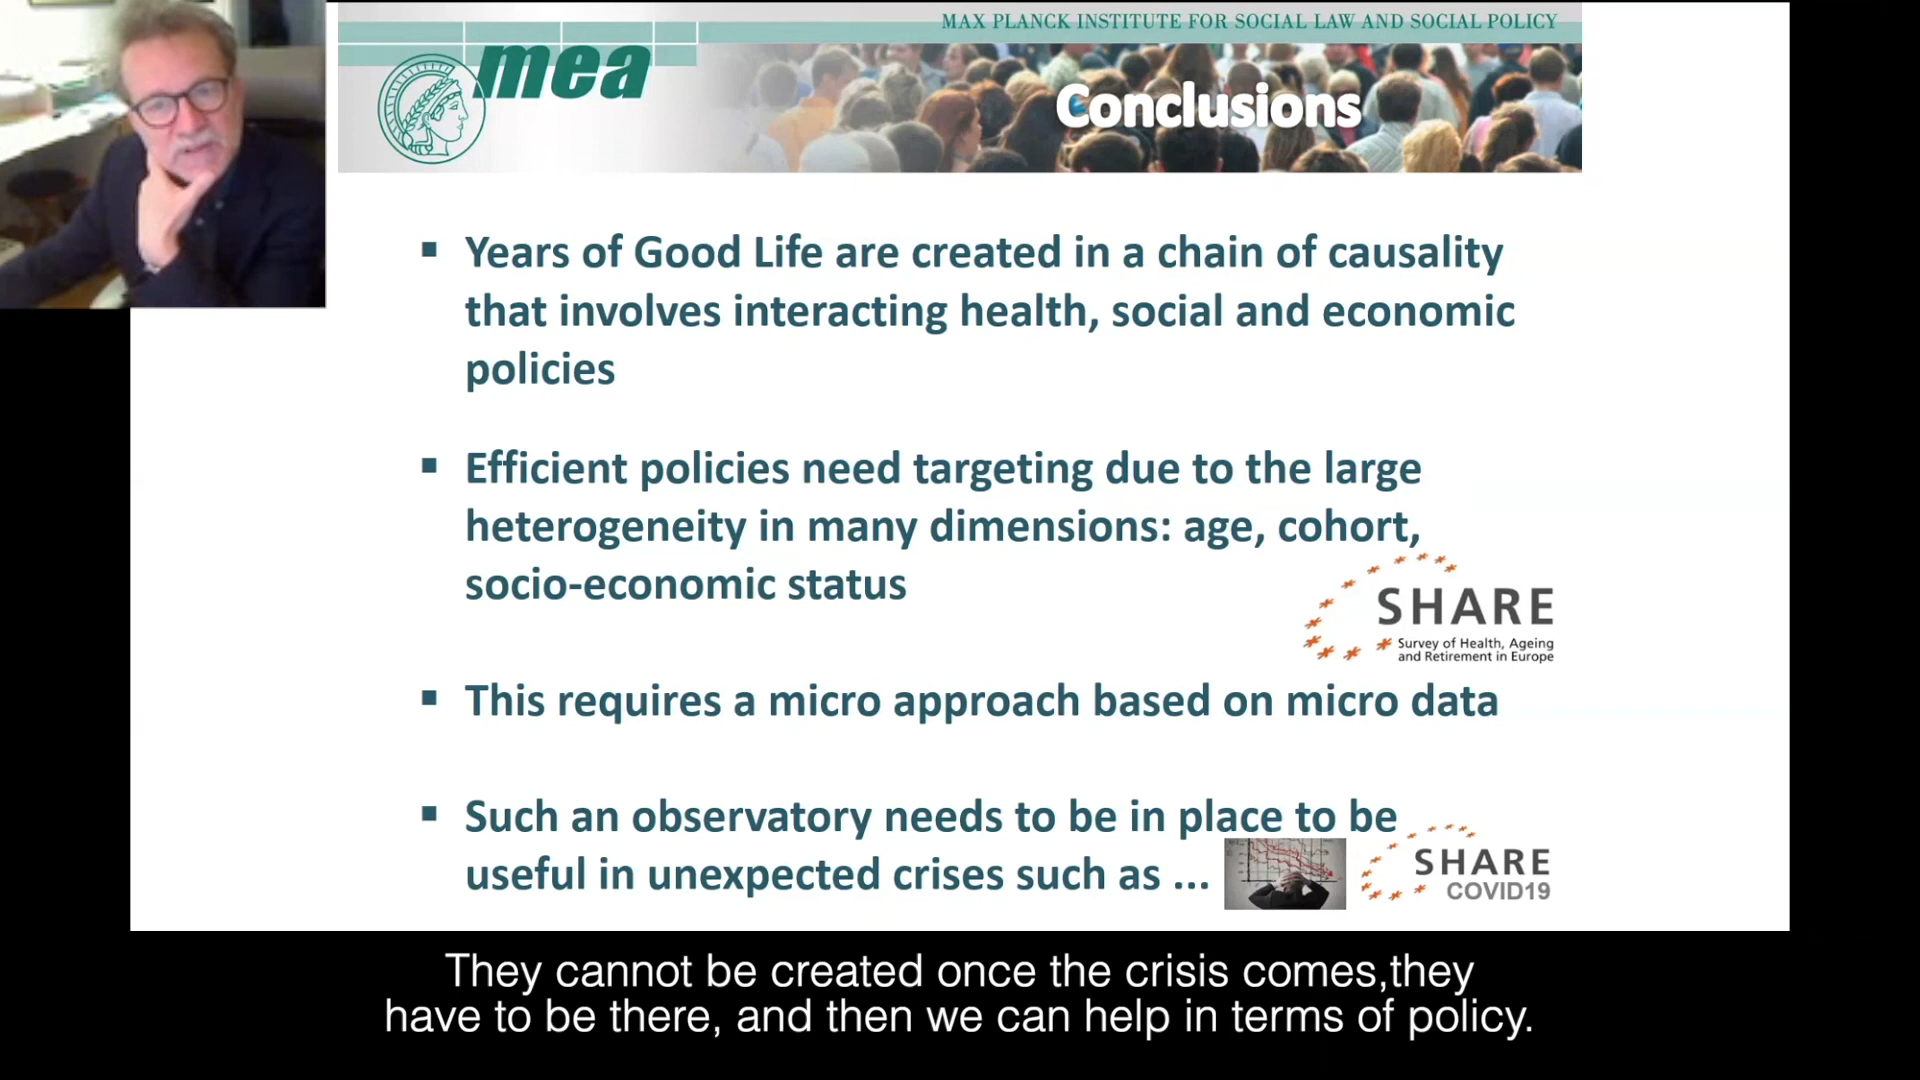 MAX PLANCK INSTITUTE FOR SOCIAL LAW AND SOCIAL POLICY
mea
Conclusions
▪ Years of Good Life are created in a chain of causality
that involves interacting health, social and economic
policies
▪ Efficient policies need targeting due to the large
heterogeneity in many dimensions: age, cohort,
socio-economic status
SHARE
Survey of Health, Ageing
and Retirement in Europe
▪ This requires a micro approach based on micro data
▪ Such an observatory needs to be in place to be
useful in unexpected crises such as ...
SHARE
COVID19
They cannot be created once the crisis comes,they
have to be there, and then we can help in terms of policy.